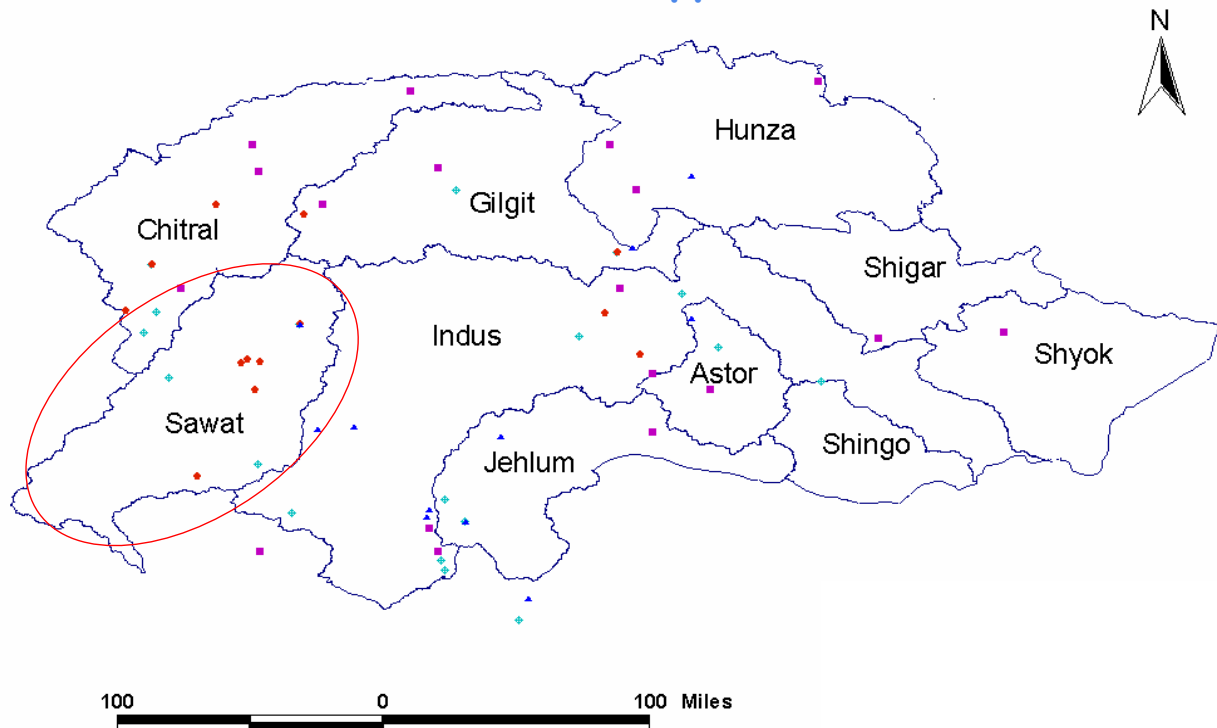 N
Hunza
Gilgit
Chitral
Shigar
Indus
Shyok
Astor
Sawat
Shingo
Jehlum
100 0 100 Miles